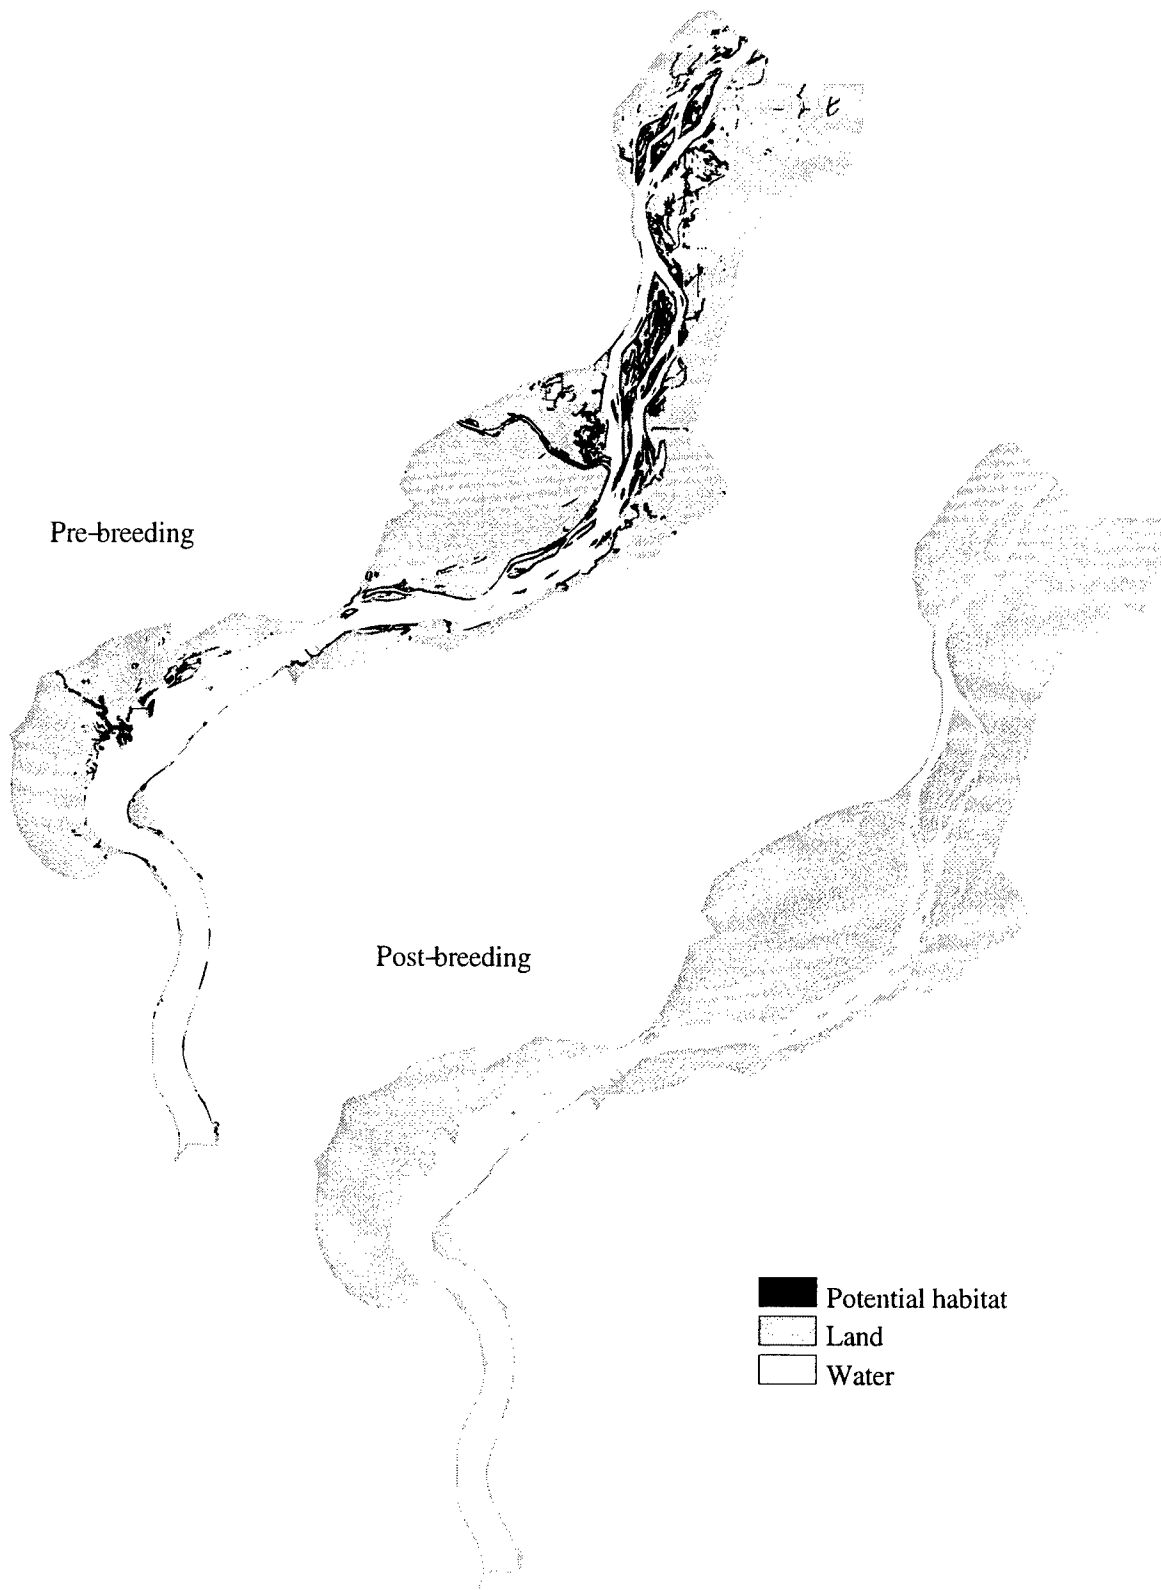 Pre–breeding
Post–breeding
Potential habitat
Land
Water